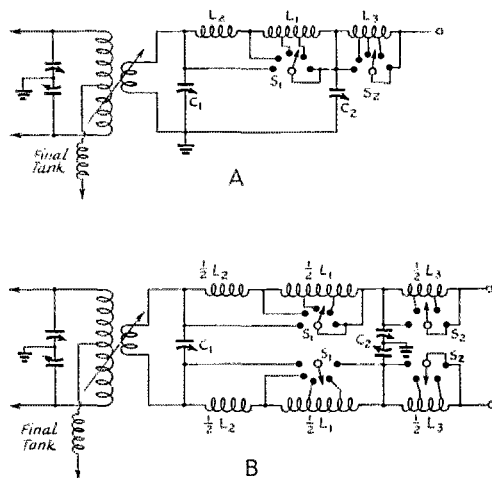 L2 L1 L3
C1 S1 C2 S2
Final
Tank
A
½ L2 ½ L1 ½ L3
S1 S2
C1 C2
S1 S2
Final
Tank
½ L2 ½ L1 ½ L3
B